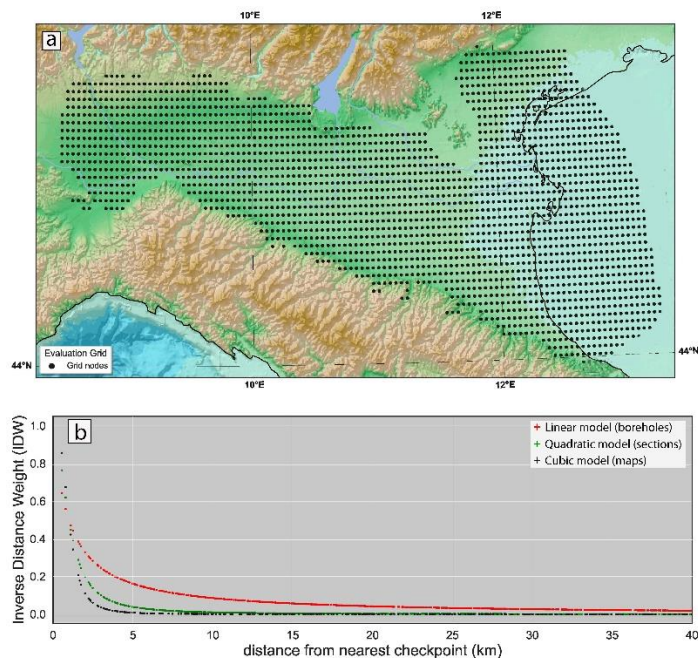 10°E
12°E
a
Evaluation Grid
Grid nodes
44°N
44°N
10°E
12°E
b
Linear model (boreholes)
Quadratic model (sections)
Cubic model (maps)
Inverse Distance Weight (IDW)
1.0
0.8
0.6
0.4
0.2
0.0
0
5
10
15
20
25
30
35
40
distance from nearest checkpoint (km)